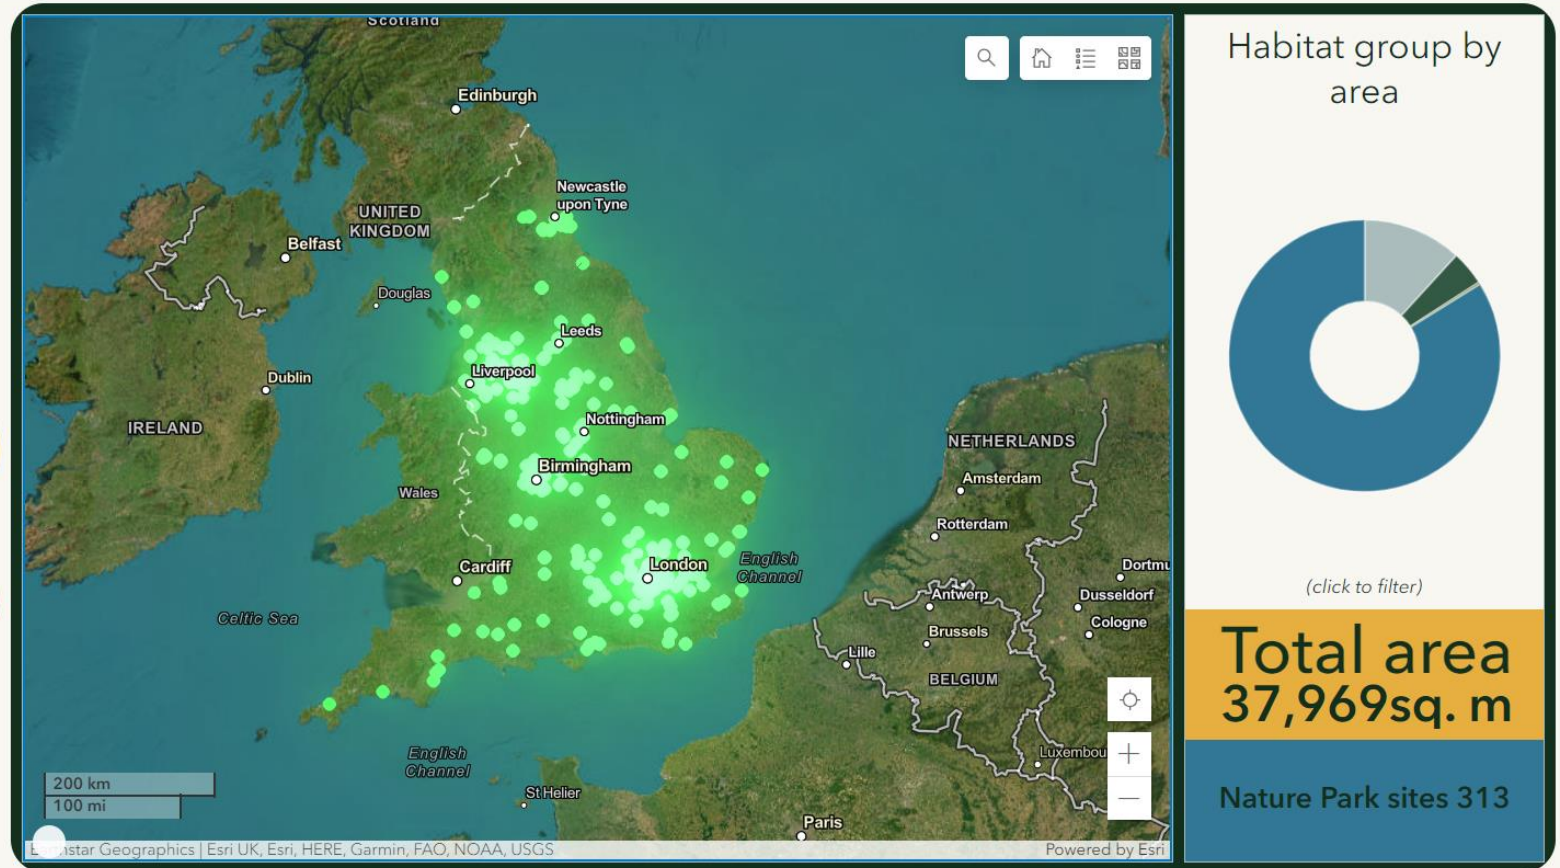 Scotland
Edinburgh
Newcastle
upon Tyne
UNITED
KINGDOM
Belfast
Douglas
Leeds
Liverpool
Dublin
IRELAND
Nottingham
Birmingham
Wales
NETHERLANDS
Amsterdam
Rotterdam
Cardiff
London
English
Channel
Dortmu
Antwerp
Dusseldorf
Cologne
Celtic Sea
Brussels
Lille
BELGIUM
English
Channel
Luxembou
St Helier
200 km
100 mi
Paris
Geographics | Esri UK, Esri, HERE, Garmin, FAO, NOAA, USGS
Powered by Esri
Habitat group by
area
(click to filter)
Total area
37,969sq. m
Nature Park sites 313